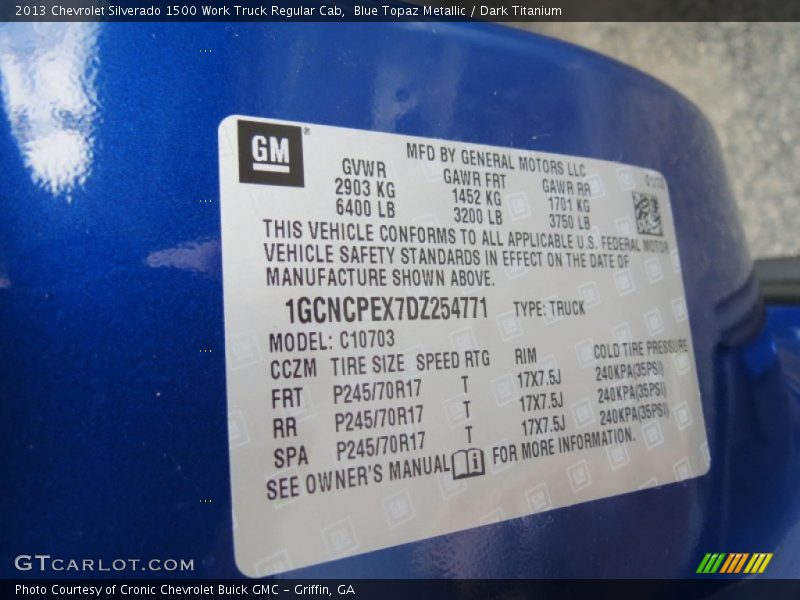 2013 Chevrolet Silverado 1500 Work Truck Regular Cab, Blue Topaz Metallic / Dark Titanium
GM
MFD BY GENERAL MOTORS LLC
GVWR GAWR FRT GAWR RR
2903 KG 1452 KG 1701 KG
6400 LB 3200 LB 3750 LB
THIS VEHICLE CONFORMS TO ALL APPLICABLE U.S. FEDERAL MOTOR
VEHICLE SAFETY STANDARDS IN EFFECT ON THE DATE OF
MANUFACTURE SHOWN ABOVE.
1GCNCPEX7DZ254771 TYPE: TRUCK
MODEL: C10703
CCZM TIRE SIZE SPEED RTG RIM COLD TIRE PRESSURE
FRT P245/70R17 T 17X7.5J 240KPA(35PSI)
RR P245/70R17 T 17X7.5J 240KPA(35PSI)
SPA P245/70R17 T 17X7.5J 240KPA(35PSI)
SEE OWNER'S MANUAL FOR MORE INFORMATION.
GTCARLOT.COM
Photo Courtesy of Cronic Chevrolet Buick GMC – Griffin, GA